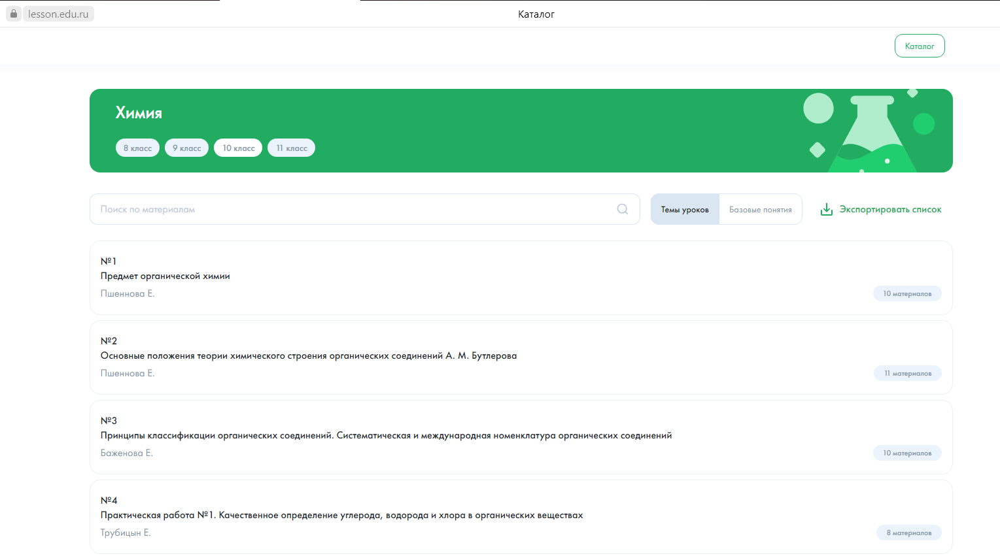 lesson.edu.ru
Каталог
Каталог
Химия
8 класс 9 класс 10 класс 11 класс
Поиск по материалам
Темы уроков Базовые понятия
Экспортировать список
№1
Предмет органической химии
Пшеннова Е.
10 материалов
№2
Основные положения теории химического строения органических соединений А. М. Бутлерова
Пшеннова Е.
11 материалов
№3
Принципы классификации органических соединений. Систематическая и международная номенклатура органических соединений
Баженова Е.
10 материалов
№4
Практическая работа №1. Качественное определение углерода, водорода и хлора в органических веществах
Трубицын Е.
8 материалов